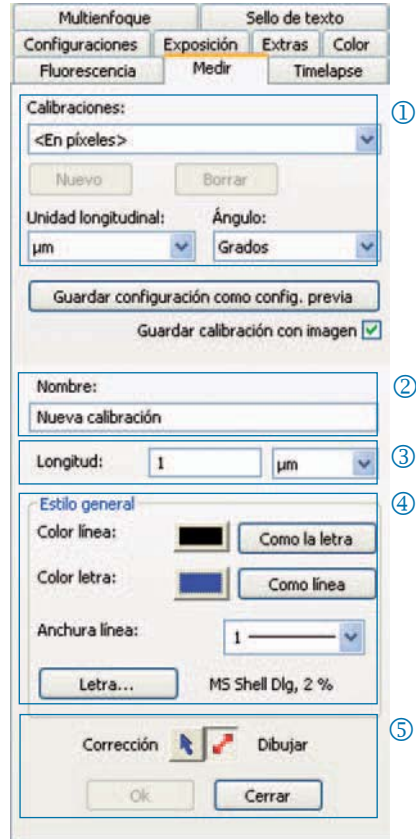 Multienfoque Sello de texto
Configuraciones Exposición Extras Color
Fluorescencia Medir Timelapse
Calibraciones: ①
<En píxeles>
Nuevo Borrar
Unidad longitudinal: Ángulo:
µm Grados
Guardar configuración como config. previa
Guardar calibración con imagen
Nombre: ②
Nueva calibración
Longitud: 1 µm ③
Estilo general ④
Color línea: Como la letra
Color letra: Como línea
Anchura línea: 1
Letra... MS Shell Dlg, 2 %
⑤
Corrección Dibujar
Ok Cerrar